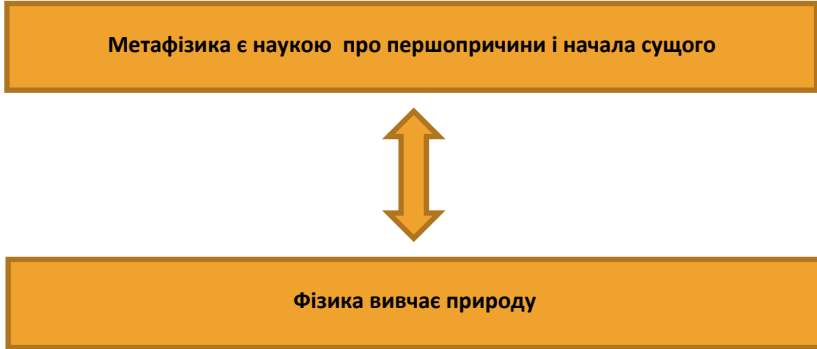 Метафізика є наукою  про першопричини і начала сущого
Фізика вивчає природу